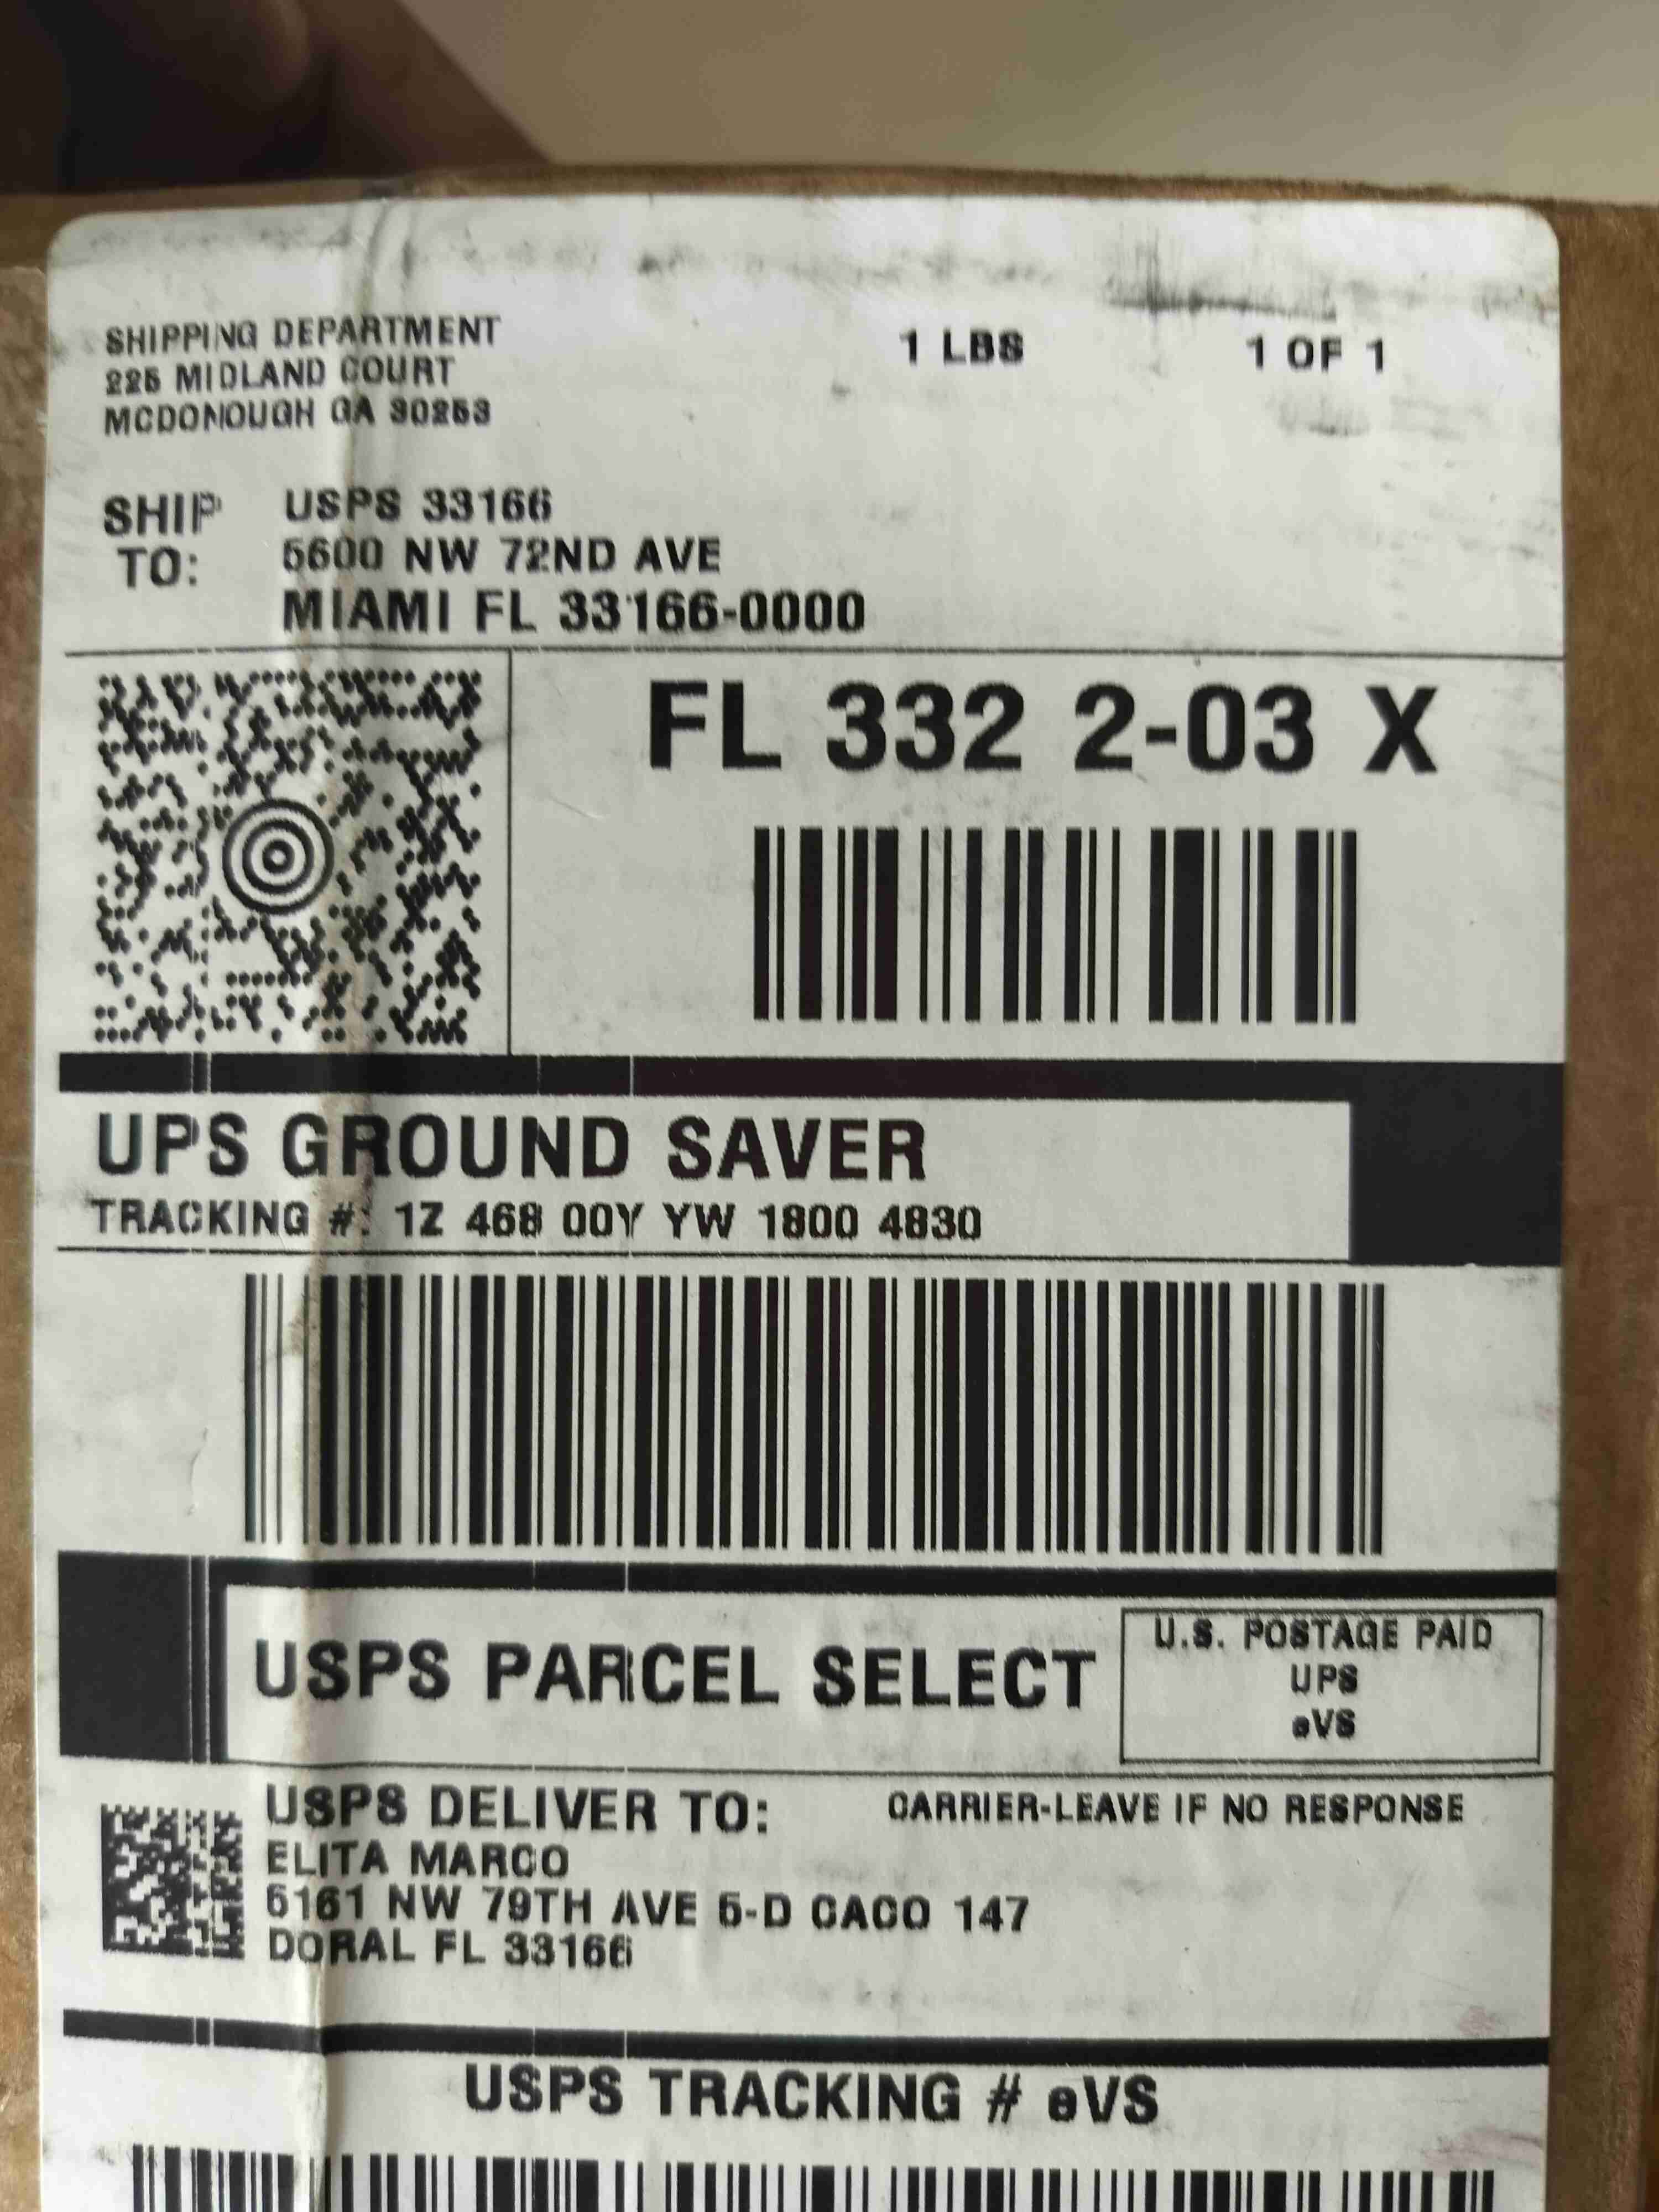 SHIPPING DEPARTMENT
225 MIDLAND COURT
MCDONOUGH GA 30253
1 LBS
1 OF 1
SHIP TO:
USPS 33166
5600 NW 72ND AVE
MIAMI FL 33166-0000
FL 332 2-03 X
UPS GROUND SAVER
TRACKING #: 1Z 468 00Y YW 1800 4830
USPS PARCEL SELECT
U.S. POSTAGE PAID
UPS
eVS
USPS DELIVER TO:
CARRIER-LEAVE IF NO RESPONSE
ELITA MARCO
6161 NW 79TH AVE 5-D CACO 147
DORAL FL 33166
USPS TRACKING # eVS